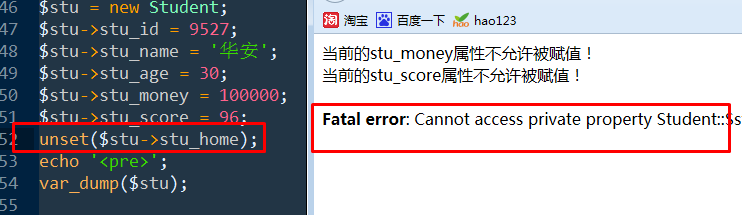 46 $stu = new Student;
47 $stu->stu_id = 9527;
48 $stu->stu_name = '华安';
49 $stu->stu_age = 30;
50 $stu->stu_money = 100000;
51 $stu->stu_score = 96;
52 unset($stu->stu_home);
53 echo '<pre>';
54 var_dump($stu);
淘 淘宝 百度一下 hao hao123
当前的stu_money属性不允许被赋值！
当前的stu_score属性不允许被赋值！
Fatal error: Cannot access private property Student::$s